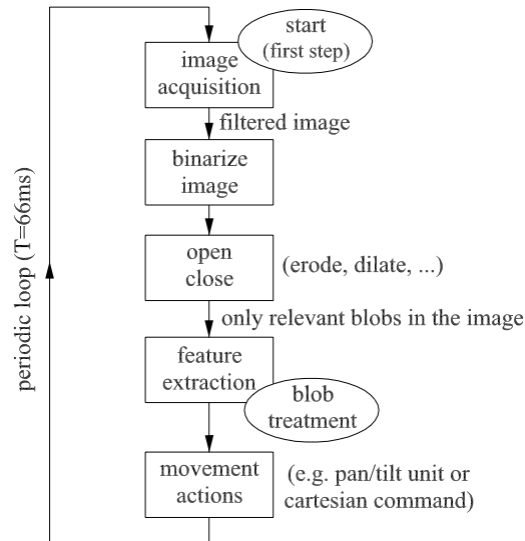 start
(first step)
image
acquisition
filtered image
binarize
image
open
close
(erode, dilate, ...)
only relevant blobs in the image
feature
extraction
blob
treatment
movement
actions
(e.g. pan/tilt unit or
cartesian command)
periodic loop (T=66ms)